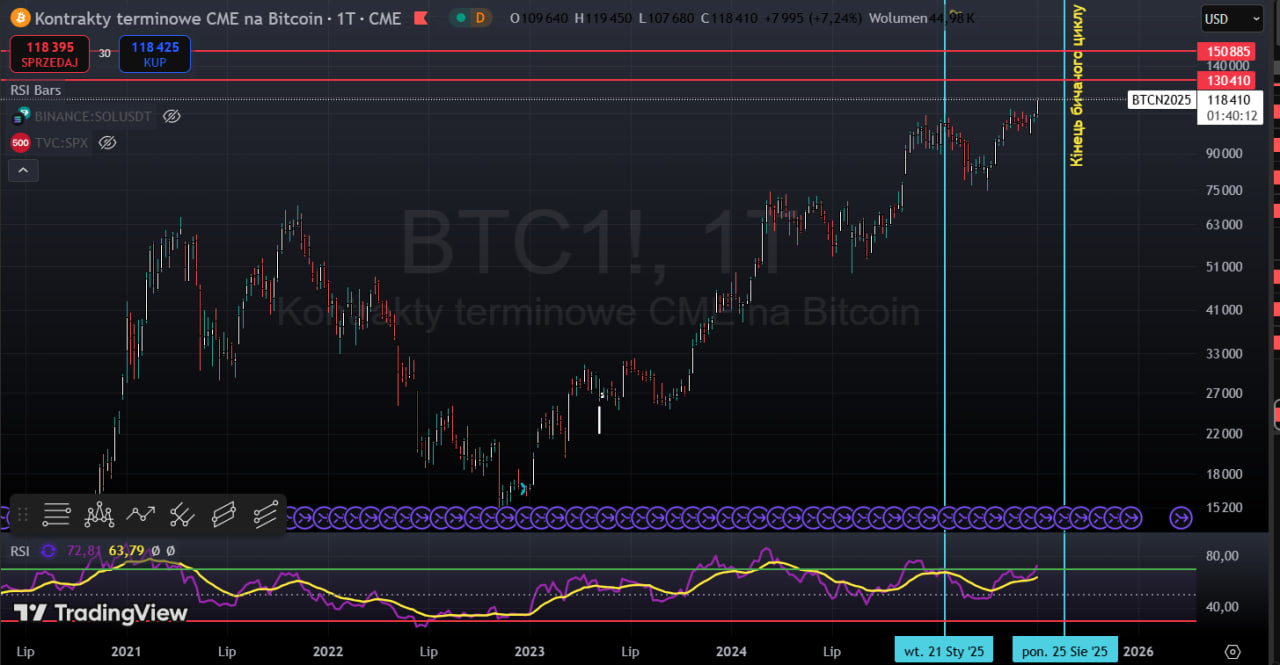 Kontrakty terminowe CME na Bitcoin · 1T · CME
D
O109 640 H119 450 L107 680 C118 410 +7 995 (+7,24%) Wolumen44,98 K
USD
118 395
SPRZEDAJ
30
118 425
KUP
RSI Bars
BINANCE:SOLUSDT
500
TVC:SPX
BTC1!, 1T
Kontrakty terminowe CME na Bitcoin
Кінець бичачого циклу
150 885
140 000
130 410
BTCN2025
118 410
01:40:12
90 000
75 000
63 000
51 000
41 000
33 000
27 000
22 000
18 000
15 200
RSI
72,81
63,79
Ø Ø
80,00
40,00
TradingView
Lip
2021
Lip
2022
Lip
2023
Lip
2024
Lip
wt. 21 Sty '25
pon. 25 Sie '25
2026